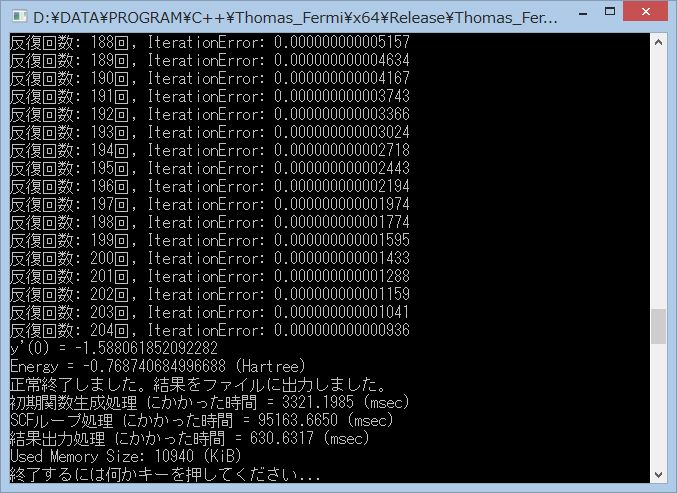 D:¥DATA¥PROGRAM¥C++¥Thomas_Fermi¥x64¥Release¥Thomas_Fer...
反復回数: 188回, IterationError: 0.000000000005157
反復回数: 189回, IterationError: 0.000000000004634
反復回数: 190回, IterationError: 0.000000000004167
反復回数: 191回, IterationError: 0.000000000003743
反復回数: 192回, IterationError: 0.000000000003366
反復回数: 193回, IterationError: 0.000000000003024
反復回数: 194回, IterationError: 0.000000000002718
反復回数: 195回, IterationError: 0.000000000002443
反復回数: 196回, IterationError: 0.000000000002194
反復回数: 197回, IterationError: 0.000000000001974
反復回数: 198回, IterationError: 0.000000000001774
反復回数: 199回, IterationError: 0.000000000001595
反復回数: 200回, IterationError: 0.000000000001433
反復回数: 201回, IterationError: 0.000000000001288
反復回数: 202回, IterationError: 0.000000000001159
反復回数: 203回, IterationError: 0.000000000001041
反復回数: 204回, IterationError: 0.000000000000936
y'(0) = -1.588061852092282
Energy = -0.768740684996688 (Hartree)
正常終了しました。結果をファイルに出力しました。
初期関数生成処理 にかかった時間 = 3321.1985 (msec)
SCFループ処理 にかかった時間 = 95163.6650 (msec)
結果出力処理 にかかった時間 = 630.6317 (msec)
Used Memory Size: 10940 (KiB)
終了するには何かキーを押してください...